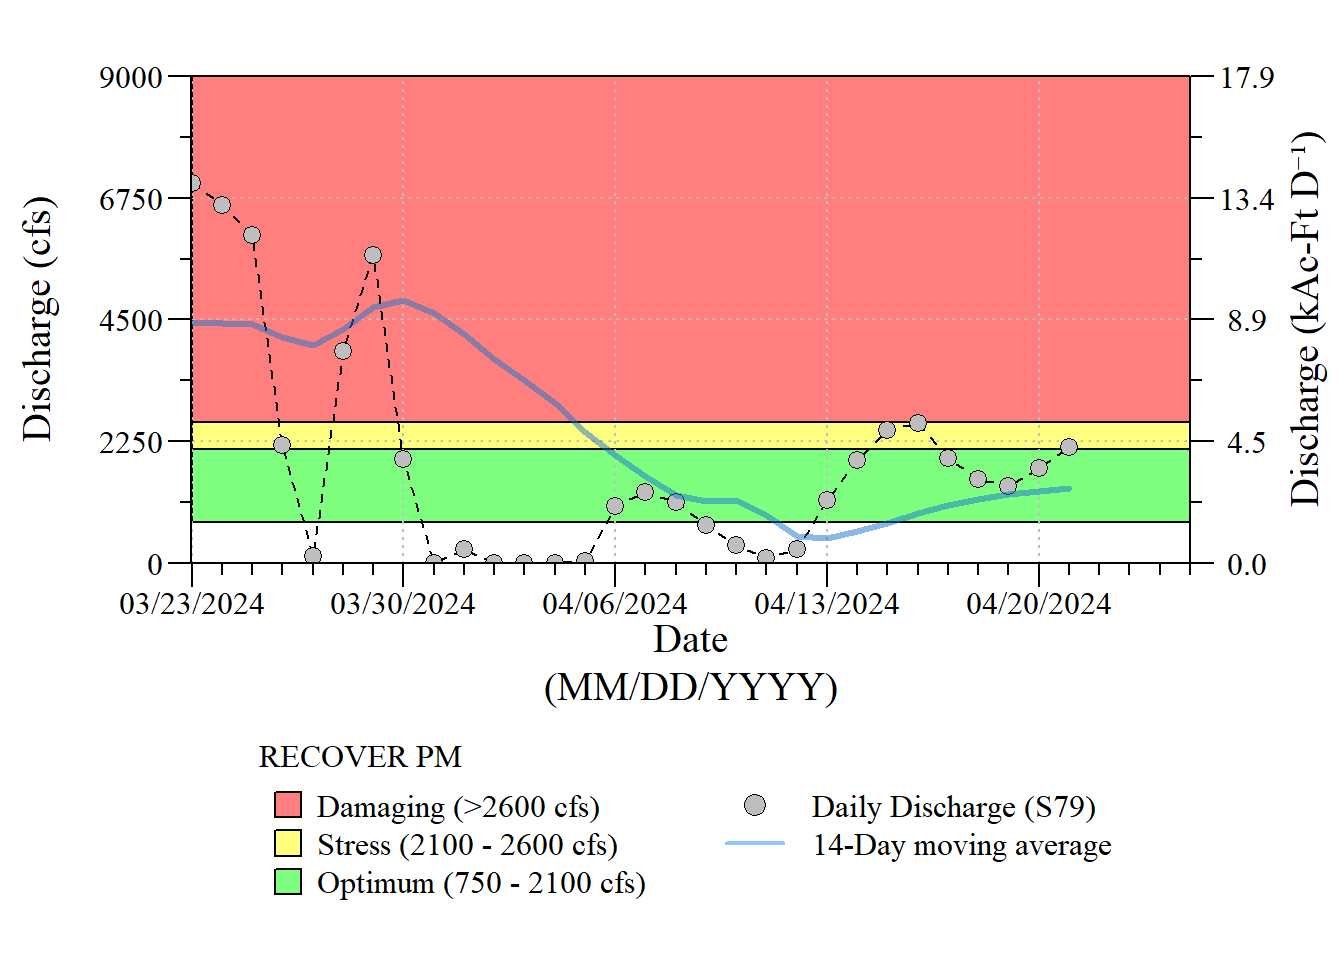 9000
6750
4500
2250
0
Discharge (cfs)
17.9
13.4
8.9
4.5
0.0
Discharge (kAc-Ft D⁻¹)
03/23/2024 03/30/2024 04/06/2024 04/13/2024 04/20/2024
Date
(MM/DD/YYYY)
RECOVER PM
Damaging (>2600 cfs)
Stress (2100 - 2600 cfs)
Optimum (750 - 2100 cfs)
Daily Discharge (S79)
14-Day moving average